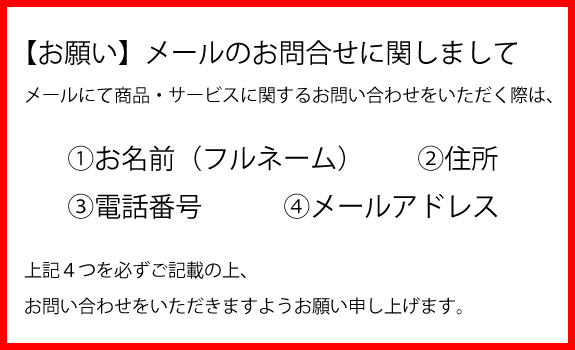 【お願い】メールのお問合せに関しまして
メールにて商品・サービスに関するお問い合わせをいただく際は、
①お名前（フルネーム）　②住所
③電話番号　④メールアドレス
上記４つを必ずご記載の上、
お問い合わせをいただきますようお願い申し上げます。